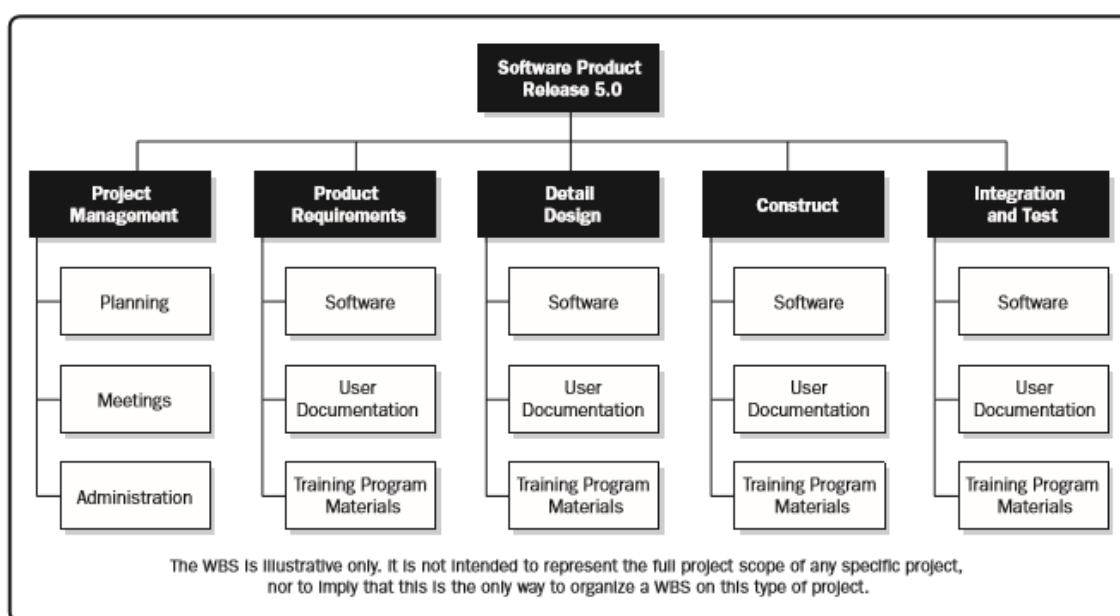 Software Product
Release 5.0
Project
Management
Product
Requirements
Detail
Design
Construct
Integration
and Test
Planning
Software
Software
Software
Software
Meetings
User
Documentation
User
Documentation
User
Documentation
User
Documentation
Administration
Training Program
Materials
Training Program
Materials
Training Program
Materials
Training Program
Materials
The WBS is illustrative only. It is not intended to represent the full project scope of any specific project,
nor to imply that this is the only way to organize a WBS on this type of project.